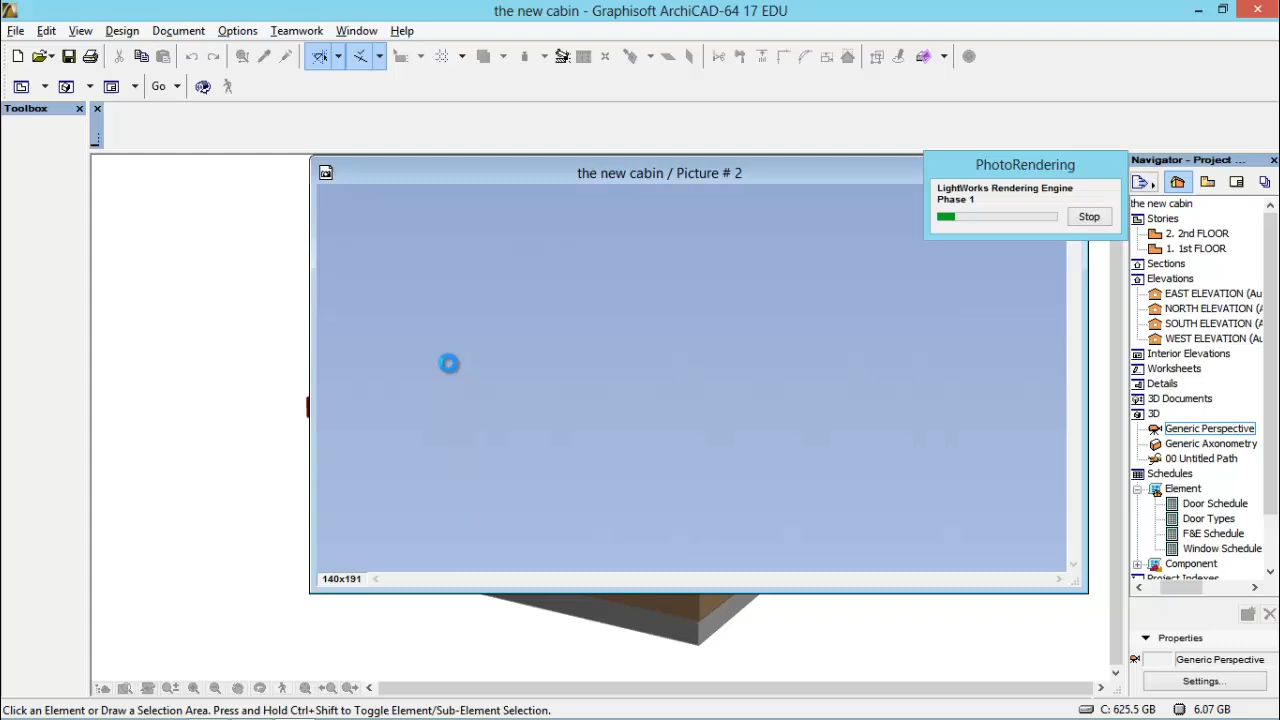 the new cabin - Graphisoft ArchiCAD-64 17 EDU
File Edit View Design Document Options Teamwork Window Help
Go
Toolbox
the new cabin / Picture # 2
PhotoRendering
LightWorks Rendering Engine
Phase 1
Stop
Navigator - Project ...
the new cabin
Stories
2. 2nd FLOOR
1. 1st FLOOR
Sections
Elevations
EAST ELEVATION (Au
NORTH ELEVATION (
SOUTH ELEVATION (A
WEST ELEVATION (Au
Interior Elevations
Worksheets
Details
3D Documents
3D
Generic Perspective
Generic Axonometry
00 Untitled Path
Schedules
Element
Door Schedule
Door Types
F&E Schedule
Window Schedule
Component
Project Indexes
140x191
Properties
Generic Perspective
Settings...
Click an Element or Draw a Selection Area. Press and Hold Ctrl+Shift to Toggle Element/Sub-Element Selection.
C: 625.5 GB
6.07 GB